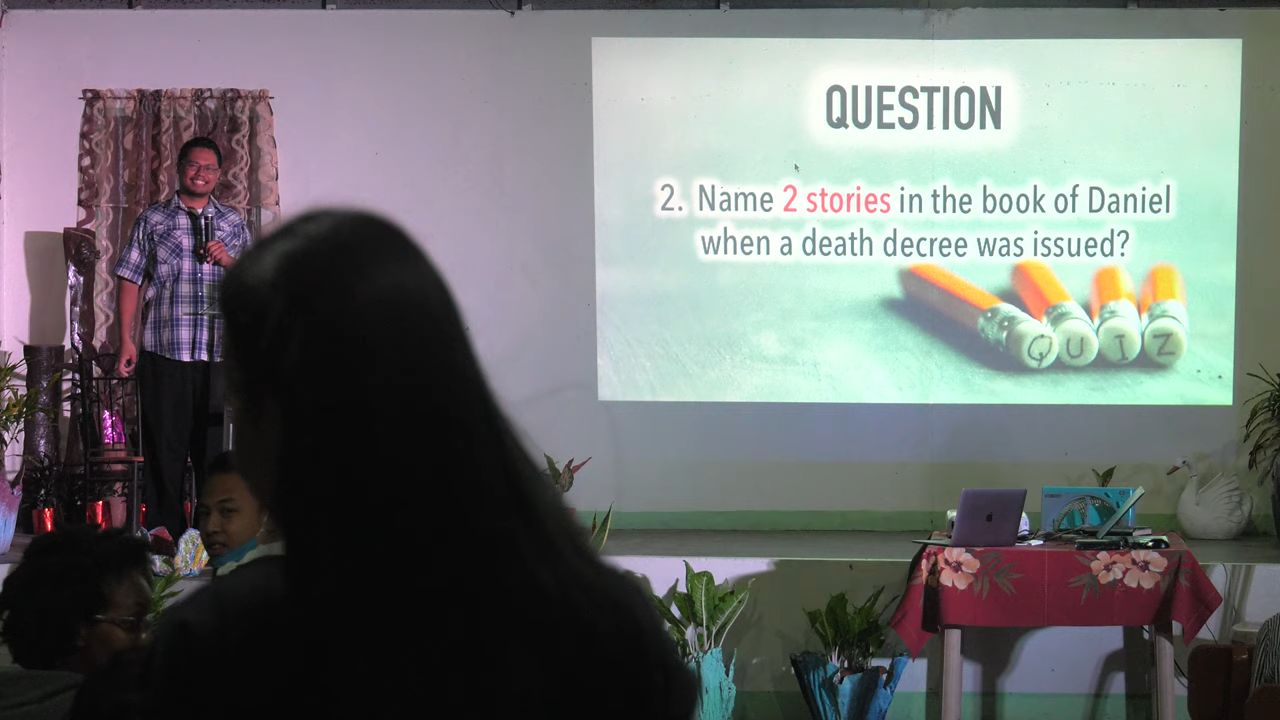 QUESTION
2. Name 2 stories in the book of Daniel
when a death decree was issued?
QUIZ